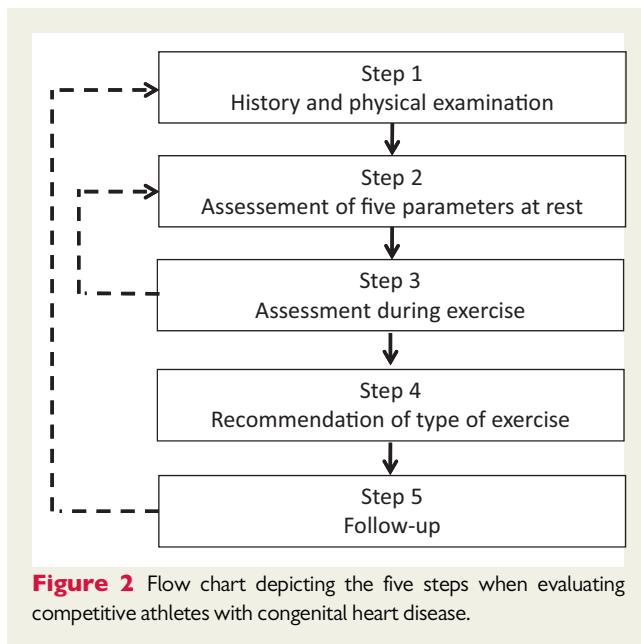 Step 1
History and physical examination
Step 2
Assessement of five parameters at rest
Step 3
Assessment during exercise
Step 4
Recommendation of type of exercise
Step 5
Follow-up
Figure 2 Flow chart depicting the five steps when evaluating
competitive athletes with congenital heart disease.